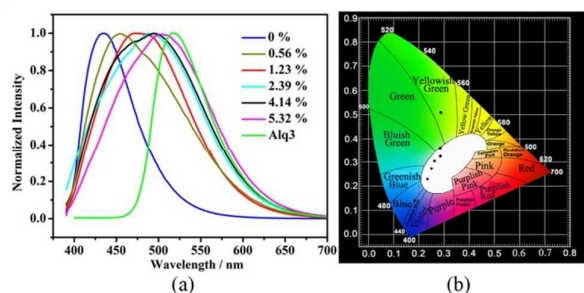 Normalized Intensity
1.0
0.8
0.6
0.4
0.2
0.0
400 450 500 550 600 650 700
Wavelength / nm
0 %
0.56 %
1.23 %
2.39 %
4.14 %
5.32 %
Alq3
(a)
0.9
0.8
0.7
0.6
0.5
0.4
0.3
0.2
0.1
0.0
0.0 0.1 0.2 0.3 0.4 0.5 0.6 0.7 0.8
520
540
560
580
600
620
700
500
480
440
400
Yellowish
Green
Green
Yellow Green
Yellow
Orange
Yellow
Orange
Bluish
Green
Pink
Red
Greenish
Blue
Purplish
Pink
Purplish
Red
Blue
Purple
(b)